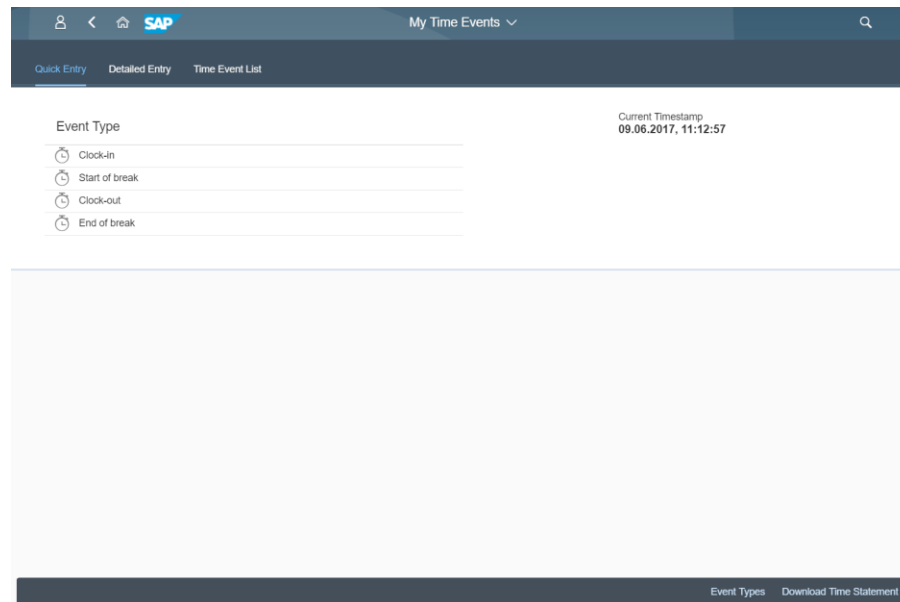 SAP My Time Events
Quick Entry Detailed Entry Time Event List
Event Type
Current Timestamp
09.06.2017, 11:12:57
Clock-in
Start of break
Clock-out
End of break
Event Types Download Time Statement